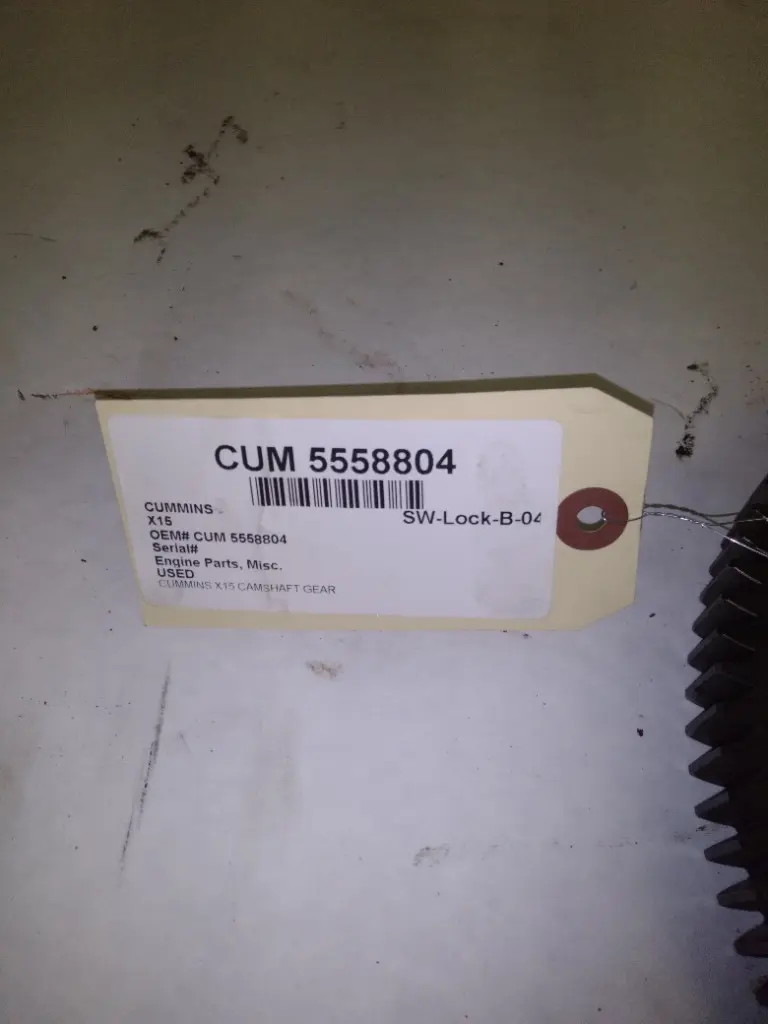 CUM 5558804
CUMMINS
SW-Lock-B-04
X15
OEM# CUM 5558804
Serial#
Engine Parts, Misc.
USED
CUMMINS X15 CAMSHAFT GEAR